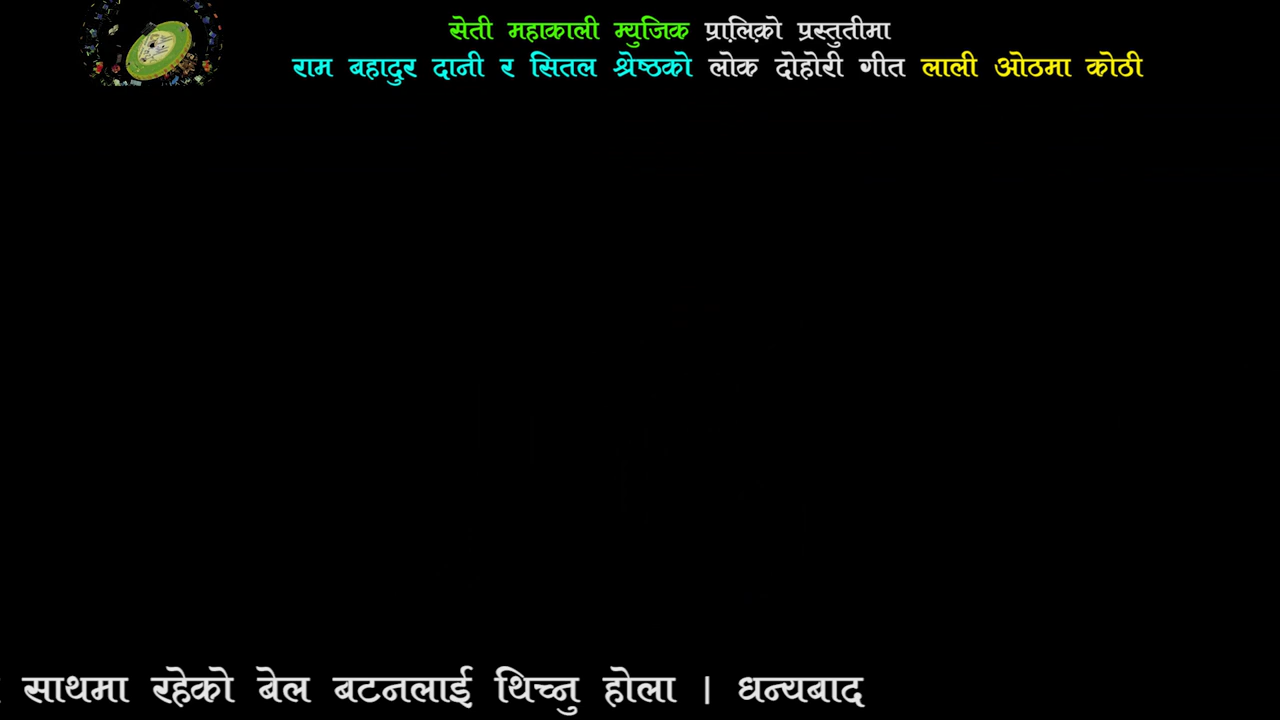 सेती महाकाली म्युजिक प्रा़लि़को प्रस्तुतीमा
राम बहादुर दानी र सितल श्रेष्ठको लोक दोहोरी गीत लाली ओठमा कोठी
साथमा रहेको बेल बटनलाई थिच्नु होला | धन्यबाद